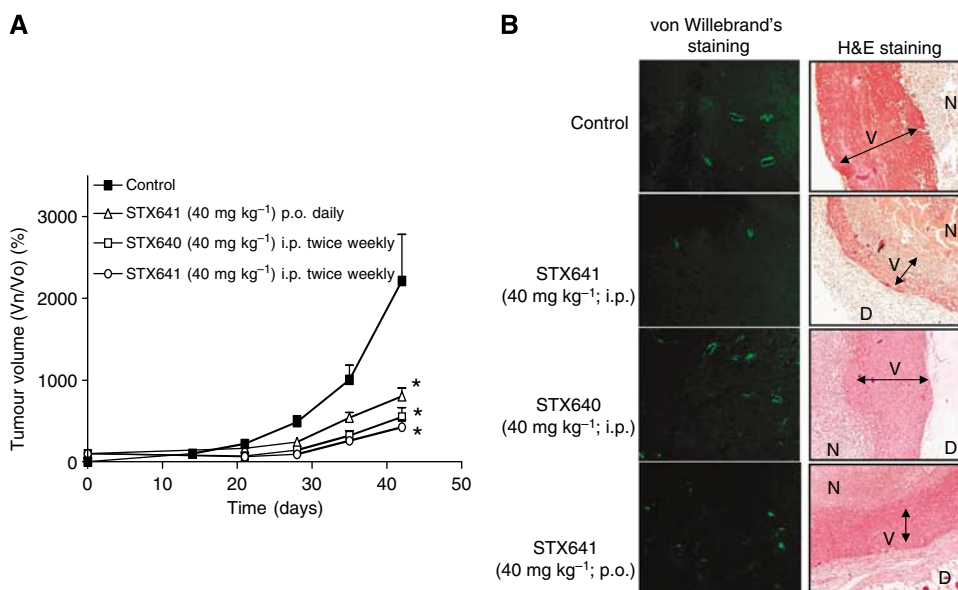 A
Tumour volume (Vn/Vo) (%)
3000
2000
1000
0
Control
STX641 (40 mg kg⁻¹) p.o. daily
STX640 (40 mg kg⁻¹) i.p. twice weekly
STX641 (40 mg kg⁻¹) i.p. twice weekly
*
*
*
0 10 20 30 40 50
Time (days)
B
von Willebrand's
staining
H&E staining
Control
N
V
STX641
(40 mg kg⁻¹; i.p.)
N
V
D
STX640
(40 mg kg⁻¹; i.p.)
V
N
D
STX641
(40 mg kg⁻¹; p.o.)
N
V
D